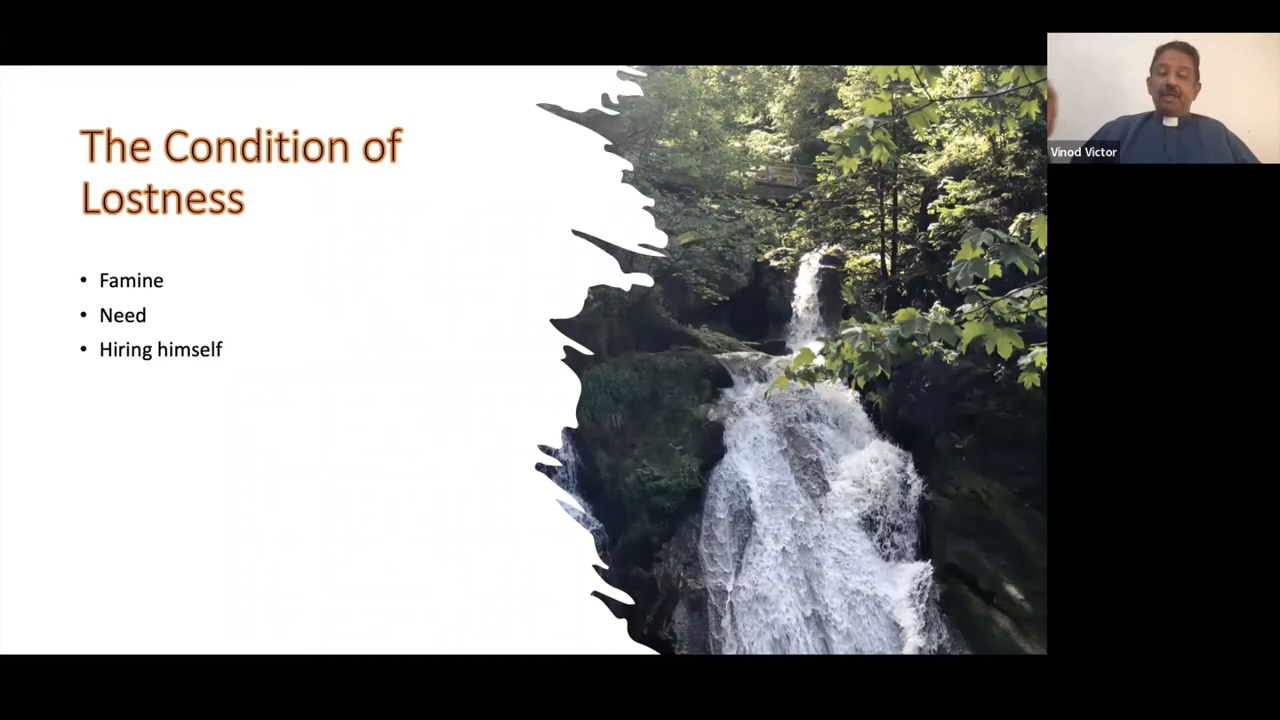 The Condition of
Lostness
• Famine
• Need
• Hiring himself
Vinod Victor